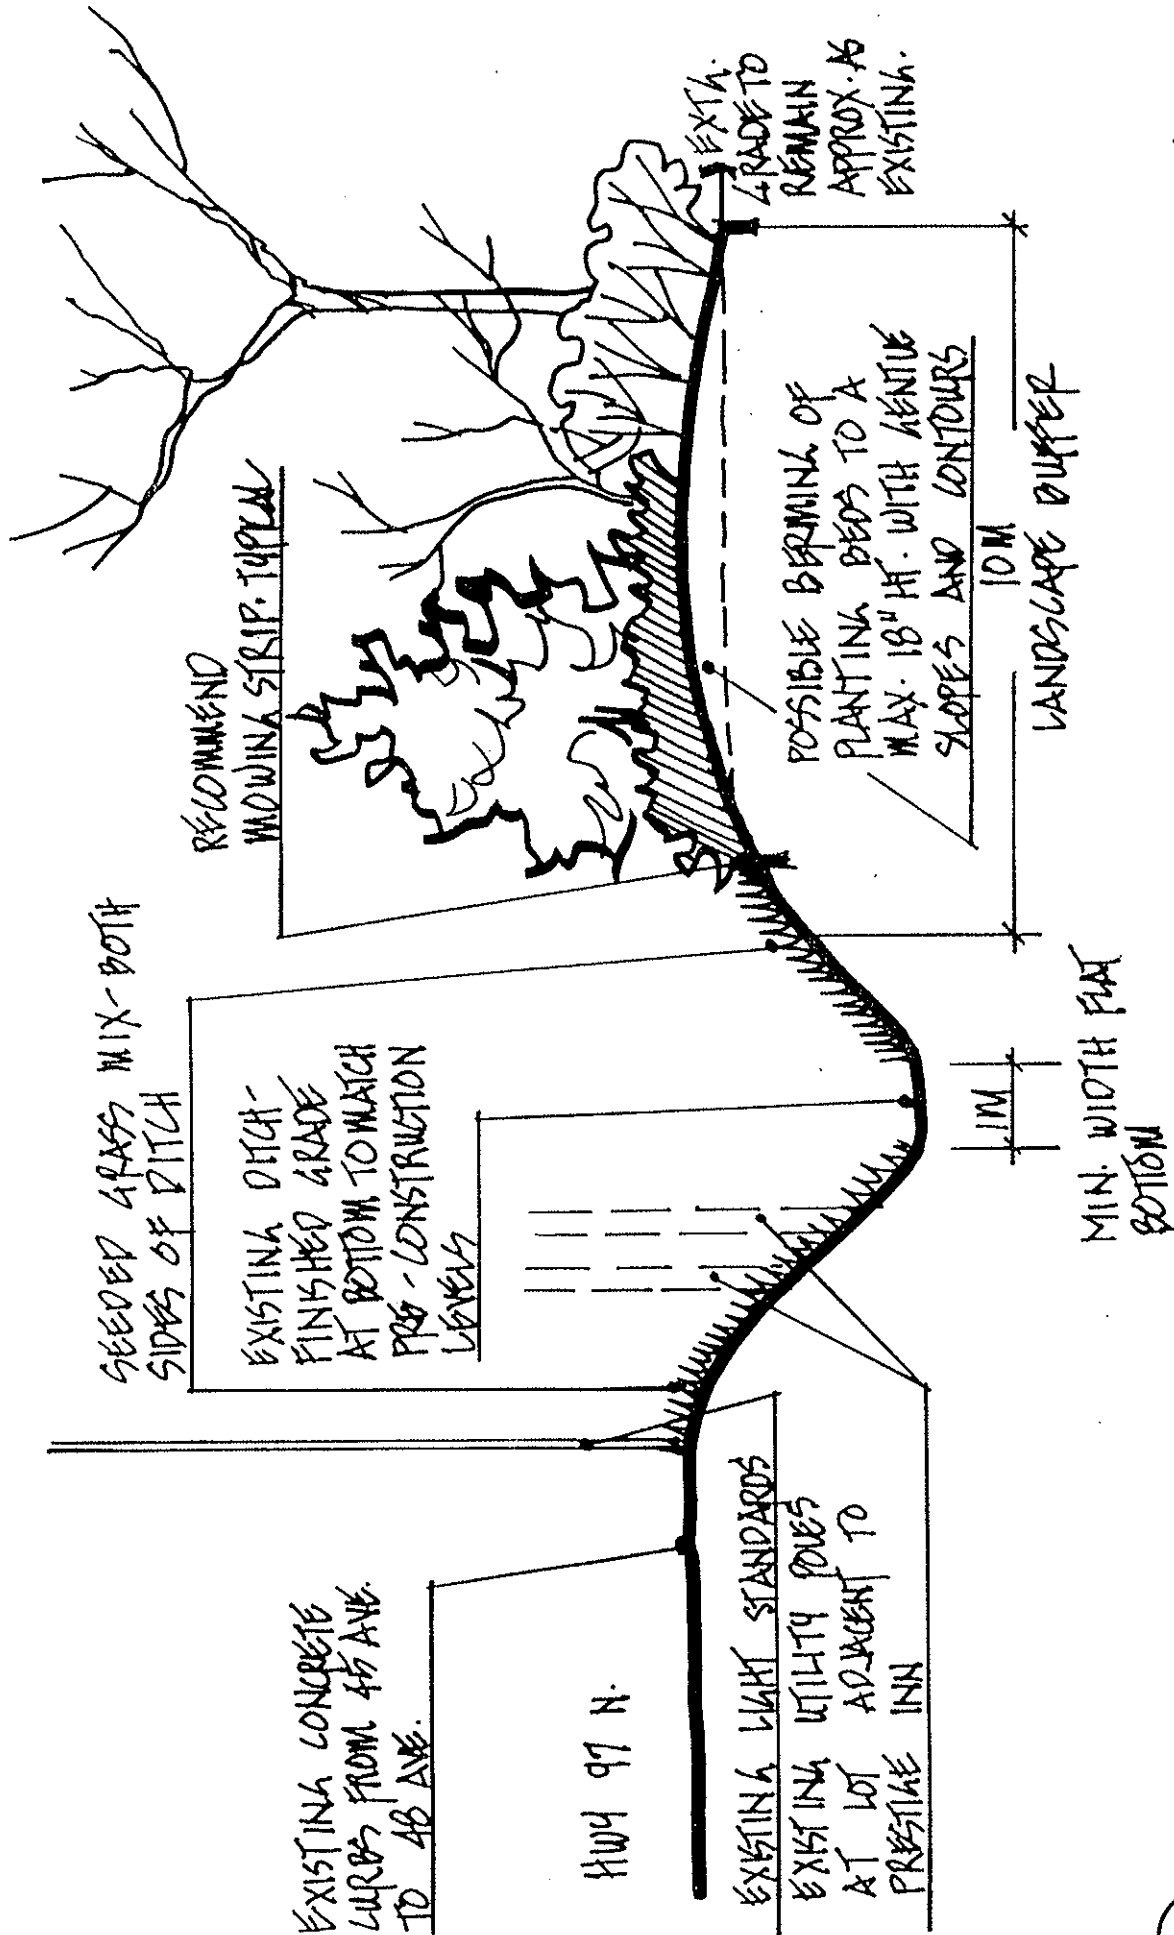 EXISTING CONCRETE
CURBS FROM 45 AVE.
TO 48 AVE.
HWY 97 N.
EXISTING LIGHT STANDARDS
EXISTING UTILITY POLES
AT LOT ADJACENT TO
PRESTIGE INN
SEEDED GRASS MIX - BOTH
SIDES OF DITCH
EXISTING DITCH -
FINISHED GRADE
AT BOTTOM TO MATCH
PRE - CONSTRUCTION
LEVELS
1M
MIN. WIDTH FLAT
BOTTOM
RECOMMEND
MOWING STRIP. TYPICAL
POSSIBLE BERMING OF
PLANTING BEDS TO A
MAX. 18" HT. WITH GENTLE
SLOPES AND CONTOURS
10M
LANDSCAPE BUFFER
EXTG.
GRADE TO
REMAIN
APPROX. AS
EXISTING.